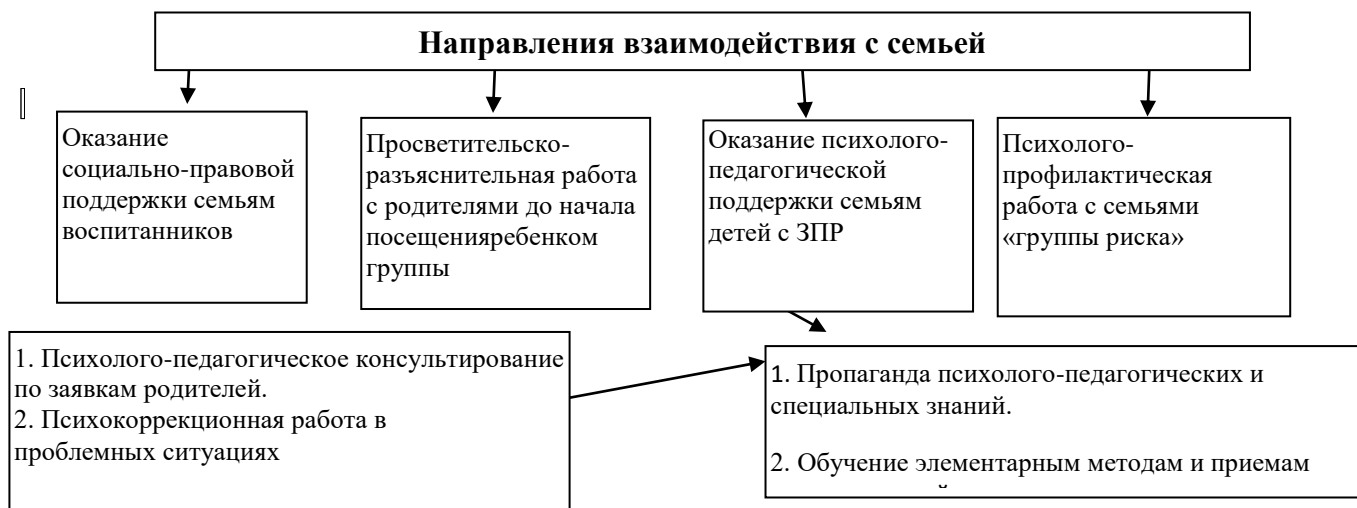 Направления взаимодействия с семьей
Оказание
социально-правовой
поддержки семьям
воспитанников
Просветительско-
разъяснительная работа
с родителями до начала
посещенияребенком
группы
Оказание психолого-
педагогической
поддержки семьям
детей с ЗПР
Психолого-
профилактическая
работа с семьями
«группы риска»
1. Психолого-педагогическое консультирование
по заявкам родителей.
2. Психокоррекционная работа в
проблемных ситуациях
1. Пропаганда психолого-педагогических и
специальных знаний.
2. Обучение элементарным методам и приемам